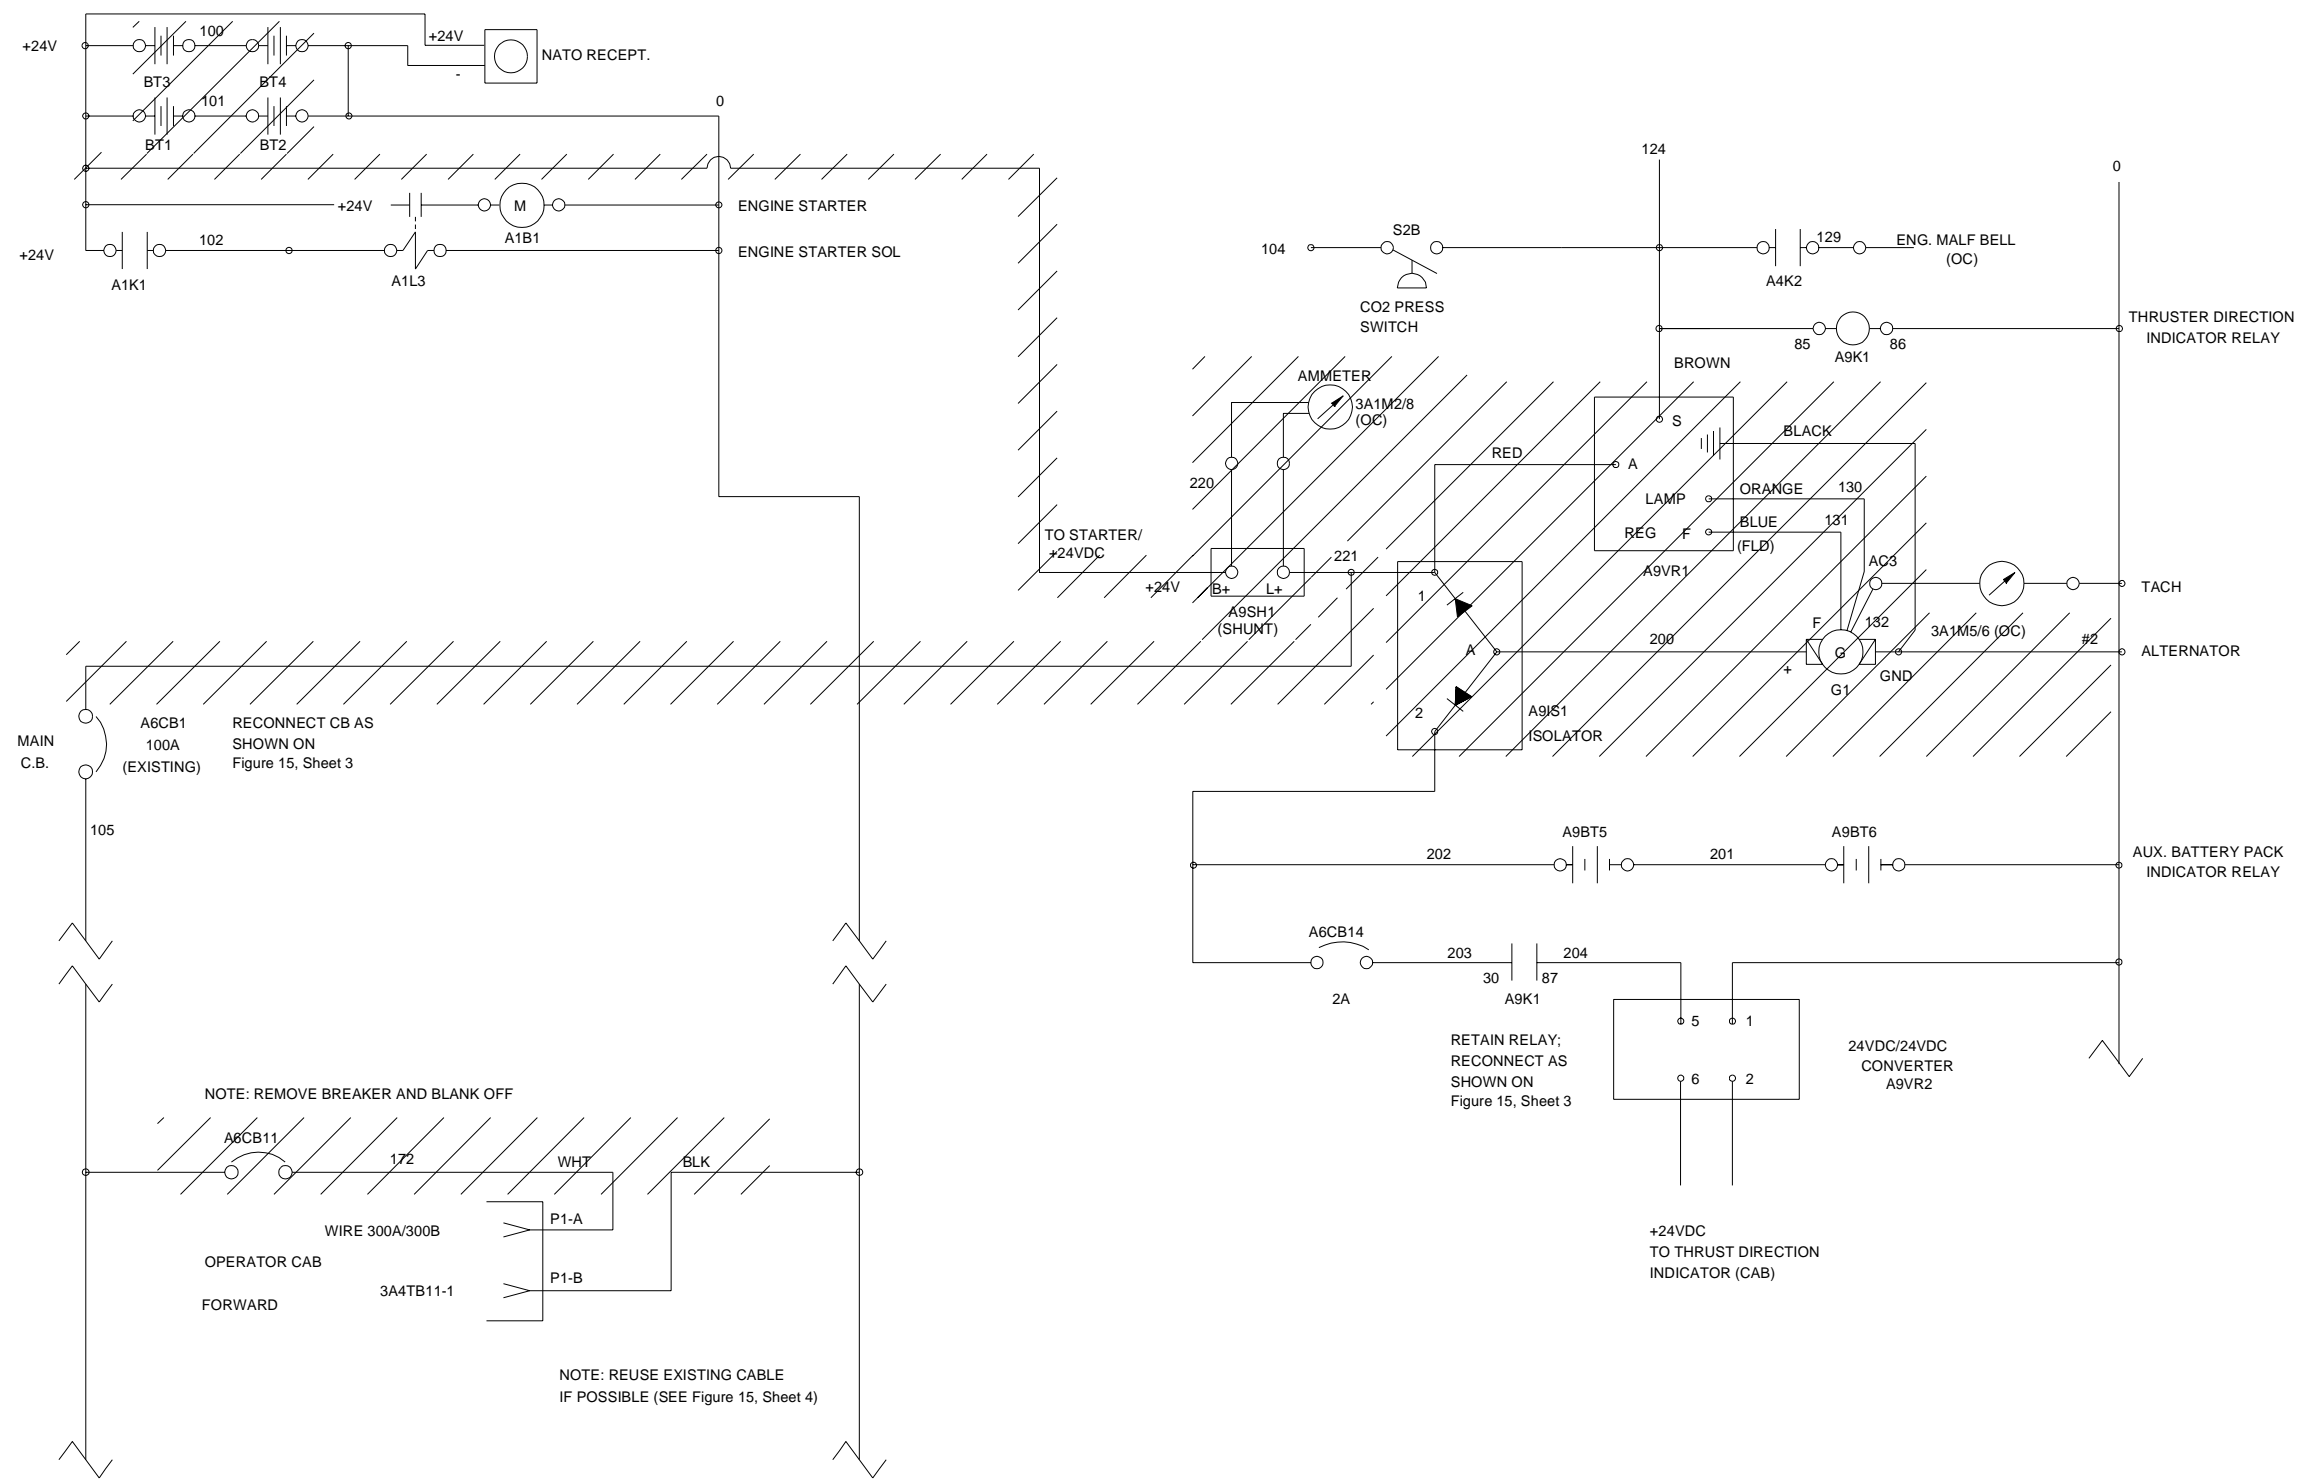 +24V
100
+24V
-
NATO RECEPT.
BT3
BT4
101
BT1
BT2
0
+24V
M
A1B1
ENGINE STARTER
+24V
102
A1K1
A1L3
ENGINE STARTER SOL
124
0
104
S2B
CO2 PRESS
SWITCH
A4K2
129
ENG. MALF BELL
(OC)
85
A9K1
86
THRUSTER DIRECTION
INDICATOR RELAY
BROWN
AMMETER
3A1M2/8
(OC)
220
RED
S
A
BLACK
LAMP
ORANGE
130
REG
F
BLUE
(FLD)
131
A9VR1
TO STARTER/
+24VDC
+24V
B+
L+
A9SH1
(SHUNT)
221
1
A
2
A9IS1
ISOLATOR
200
AC3
F
132
+
G
G1
GND
3A1M5/6 (OC)
TACH
#2
ALTERNATOR
MAIN
C.B.
A6CB1
100A
(EXISTING)
RECONNECT CB AS
SHOWN ON
Figure 15, Sheet 3
105
202
A9BT5
201
A9BT6
AUX. BATTERY PACK
INDICATOR RELAY
A6CB14
2A
203
30
A9K1
87
204
RETAIN RELAY;
RECONNECT AS
SHOWN ON
Figure 15, Sheet 3
5
1
6
2
24VDC/24VDC
CONVERTER
A9VR2
+24VDC
TO THRUST DIRECTION
INDICATOR (CAB)
NOTE: REMOVE BREAKER AND BLANK OFF
A6CB11
172
WHT
BLK
P1-A
WIRE 300A/300B
OPERATOR CAB
P1-B
3A4TB11-1
FORWARD
NOTE: REUSE EXISTING CABLE
IF POSSIBLE (SEE Figure 15, Sheet 4)